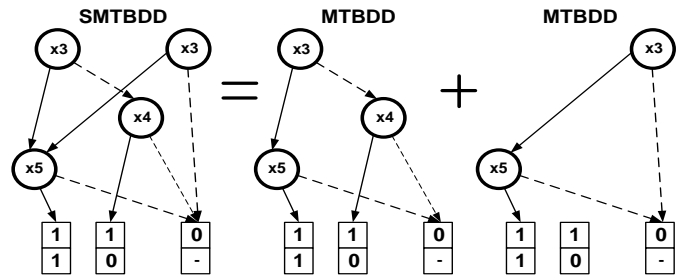 SMTBDD MTBDD MTBDD
x3 x3 = x3 + x3
x4 x4
x5 x5 x5
1 1 0 1 1 0 1 1 0
1 0 - 1 0 - 1 0 -